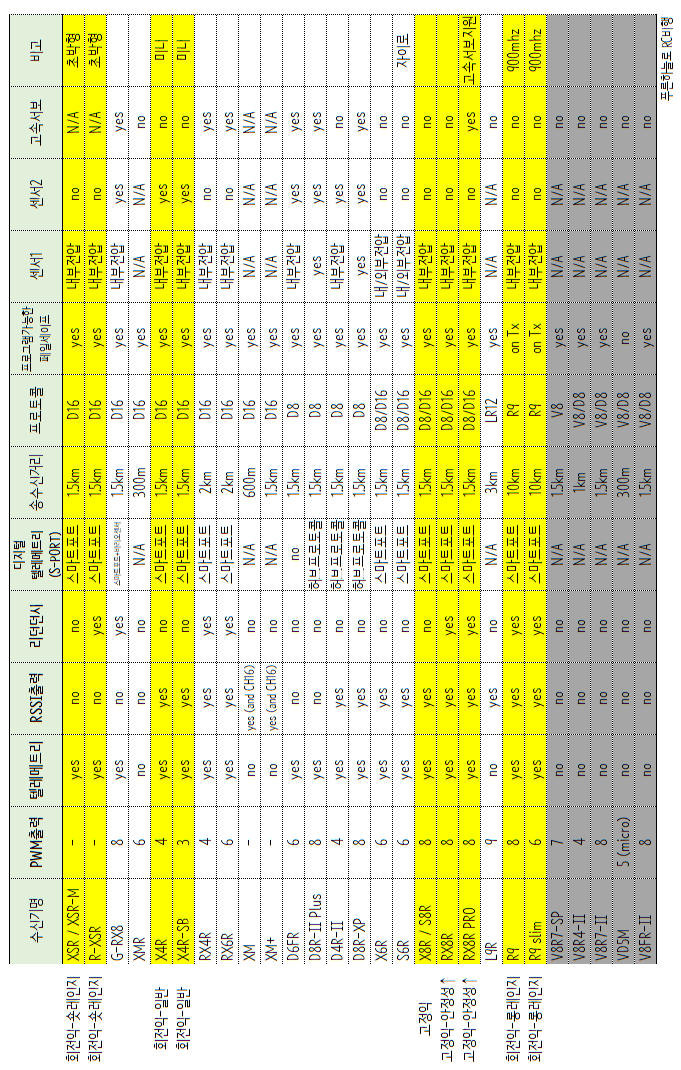 수신기명 PWM출력 텔레메트리 RSSI출력 리던던시 디지털 텔레메트리 (S-PORT) 송수신거리 프로토콜 프로그램가능한 페일세이프 센서1 센서2 고속서보 비고
회전익-숏레인지 XSR / XSR-M - yes no no 스마트포트 1.5km D16 yes 내부전압 no N/A 초박형
회전익-숏레인지 R-XSR - yes no yes 스마트포트 1.5km D16 yes 내부전압 no N/A 초박형
G-RX8 8 yes no yes 스마트포트+바리오센서 1.5km D16 yes 내부전압 yes yes
XMR 6 no no no N/A 300m D16 yes N/A N/A no
회전익-일반 X4R 4 yes yes no 스마트포트 1.5km D16 yes 내부전압 yes no 미니
회전익-일반 X4R-SB 3 yes yes no 스마트포트 1.5km D16 yes 내부전압 yes no 미니
RX4R 4 yes yes yes 스마트포트 2km D16 yes 내부전압 no yes
RX6R 6 yes yes yes 스마트포트 2km D16 yes 내부전압 no yes
XM - no yes (and CH16) no N/A 600m D16 yes N/A N/A N/A
XM+ - no yes (and CH16) no N/A 1.5km D16 yes N/A N/A N/A
D6FR 6 yes no no no 1.5km D8 yes 내부전압 yes yes
D8R-II Plus 8 yes no no 허브프로토콜 1.5km D8 yes yes yes yes
D4R-II 4 yes yes no 허브프로토콜 1.5km D8 yes 내부전압 yes no
D8R-XP 8 yes yes no 허브프로토콜 1.5km D8 yes yes yes yes
X6R 6 yes yes no 스마트포트 1.5km D8/D16 yes 내/외부전압 no no
S6R 6 yes yes no 스마트포트 1.5km D8/D16 yes 내/외부전압 no no 자이로
고정익 X8R / S8R 8 yes yes no 스마트포트 1.5km D8/D16 yes 내부전압 no no
고정익-안정성↑ RX8R 8 yes yes yes 스마트포트 1.5km D8/D16 yes 내부전압 no no
고정익-안정성↑ RX8R PRO 8 yes yes yes 스마트포트 1.5km D8/D16 yes 내부전압 no yes 고속서보지원
L9R 9 no yes no N/A 3km LR12 yes N/A N/A no
회전익-롱레인지 R9 8 yes yes yes 스마트포트 10km R9 on Tx 내부전압 no no 900mhz
회전익-롱레인지 R9 slim 6 yes yes yes 스마트포트 10km R9 on Tx 내부전압 no no 900mhz
V8R7-SP 7 no no no N/A 1.5km V8 yes N/A N/A no
V8R4-II 4 no no no N/A 1km V8/D8 yes N/A N/A no
V8R7-II 8 no no no N/A 1.5km V8/D8 yes N/A N/A no
VD5M 5 (micro) no no no N/A 300m V8/D8 no N/A N/A no
V8FR-II 8 no no no N/A 1.5km V8/D8 yes N/A N/A no
푸른하늘로 RC비행